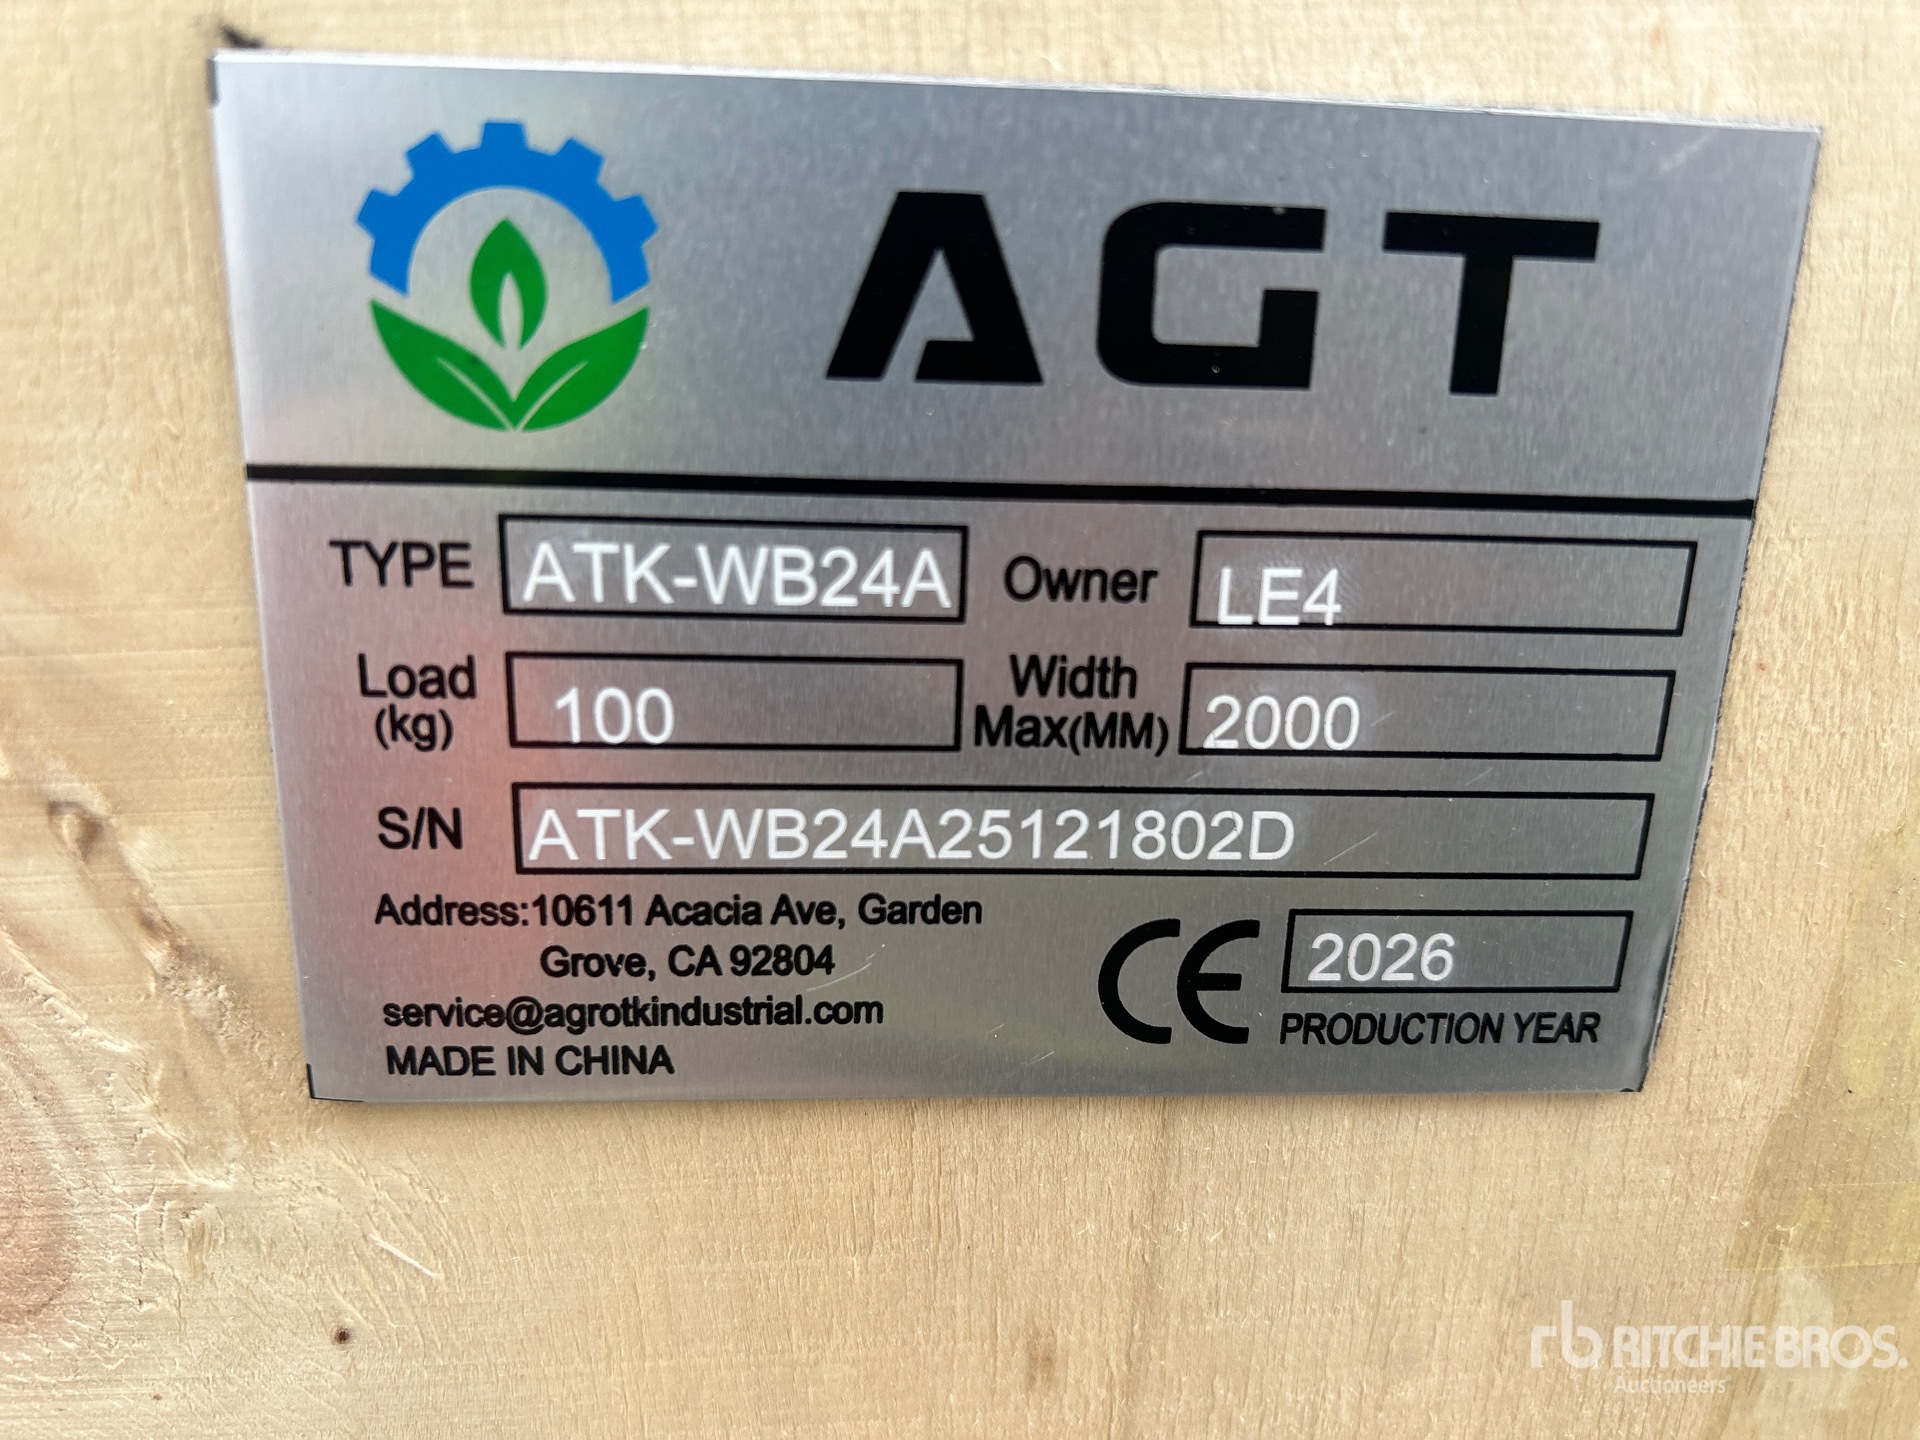 AGT
TYPE ATK-WB24A Owner LE4
Load (kg) 100 Width Max(MM) 2000
S/N ATK-WB24A25121802D
Address:10611 Acacia Ave, Garden
Grove, CA 92804
service@agrotkindustrial.com
MADE IN CHINA
CE 2026
PRODUCTION YEAR
rb RITCHIE BROS.
Auctioneers